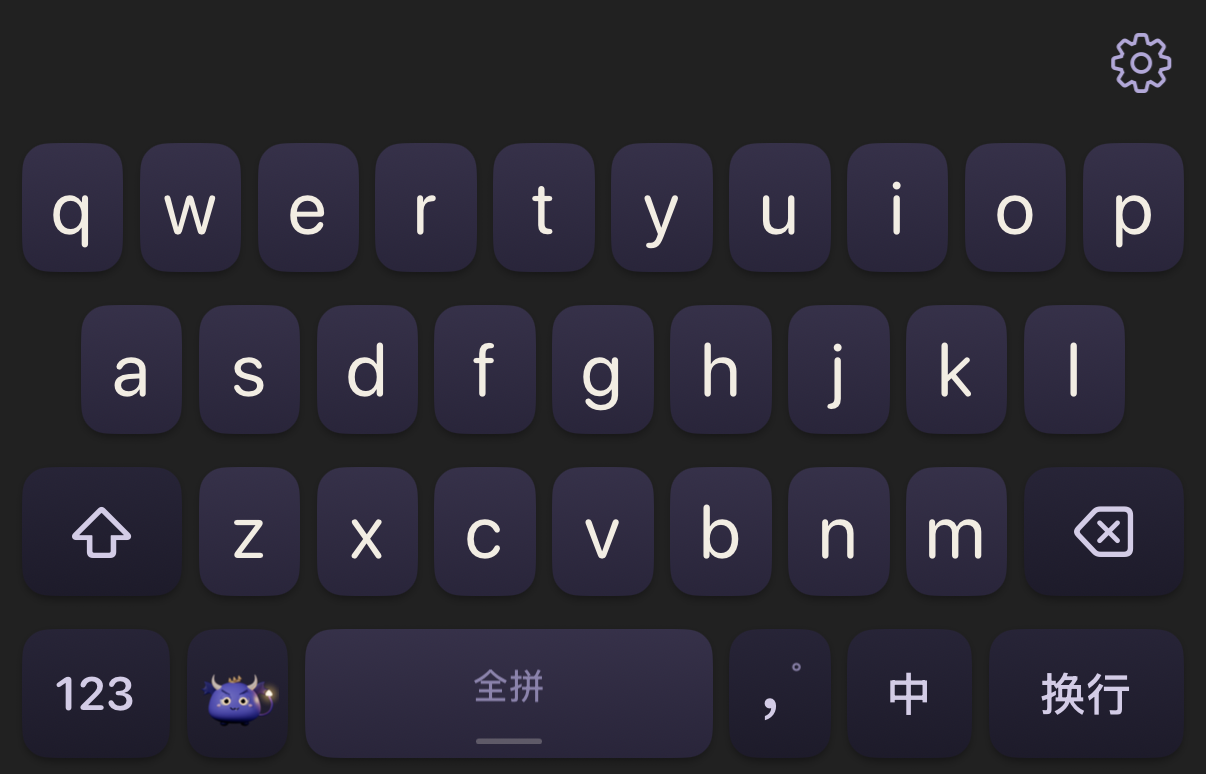 q w e r t y u i o p
a s d f g h j k l
z x c v b n m
123 全拼 ，。 中 换行